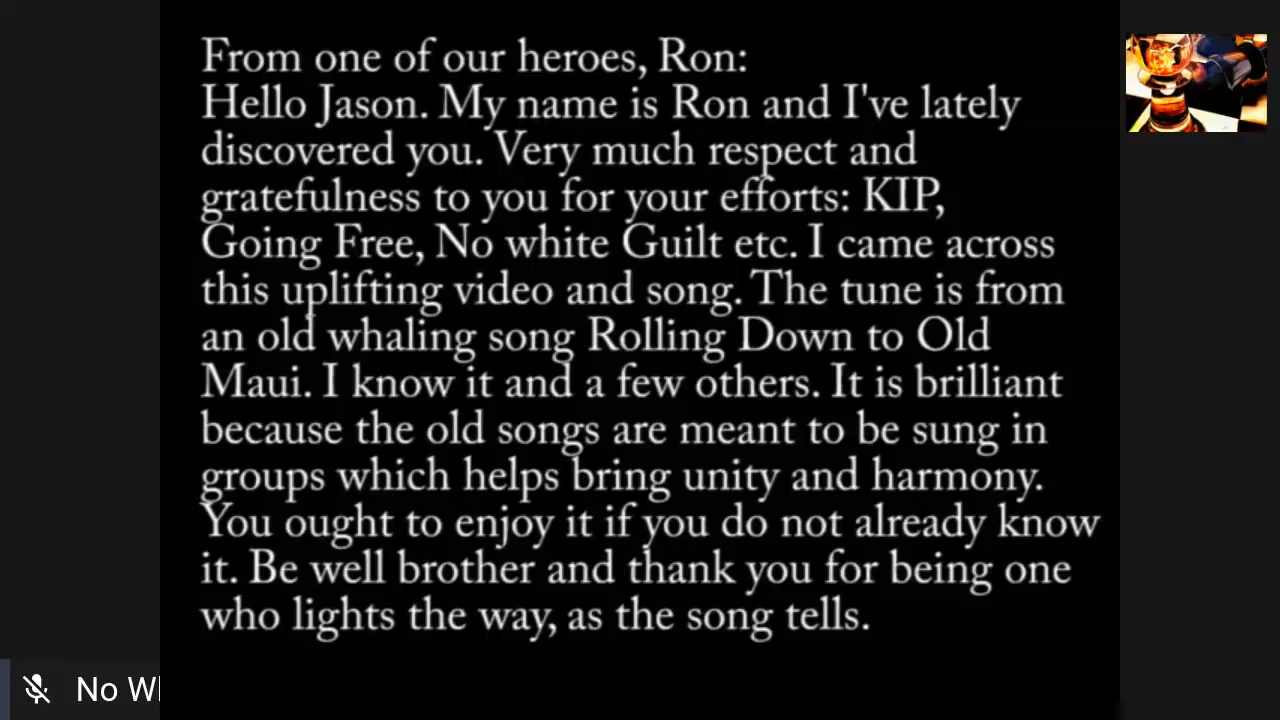 From one of our heroes, Ron:
Hello Jason. My name is Ron and I've lately
discovered you. Very much respect and
gratefulness to you for your efforts: KIP,
Going Free, No white Guilt etc. I came across
this uplifting video and song. The tune is from
an old whaling song Rolling Down to Old
Maui. I know it and a few others. It is brilliant
because the old songs are meant to be sung in
groups which helps bring unity and harmony.
You ought to enjoy it if you do not already know
it. Be well brother and thank you for being one
who lights the way, as the song tells.
No